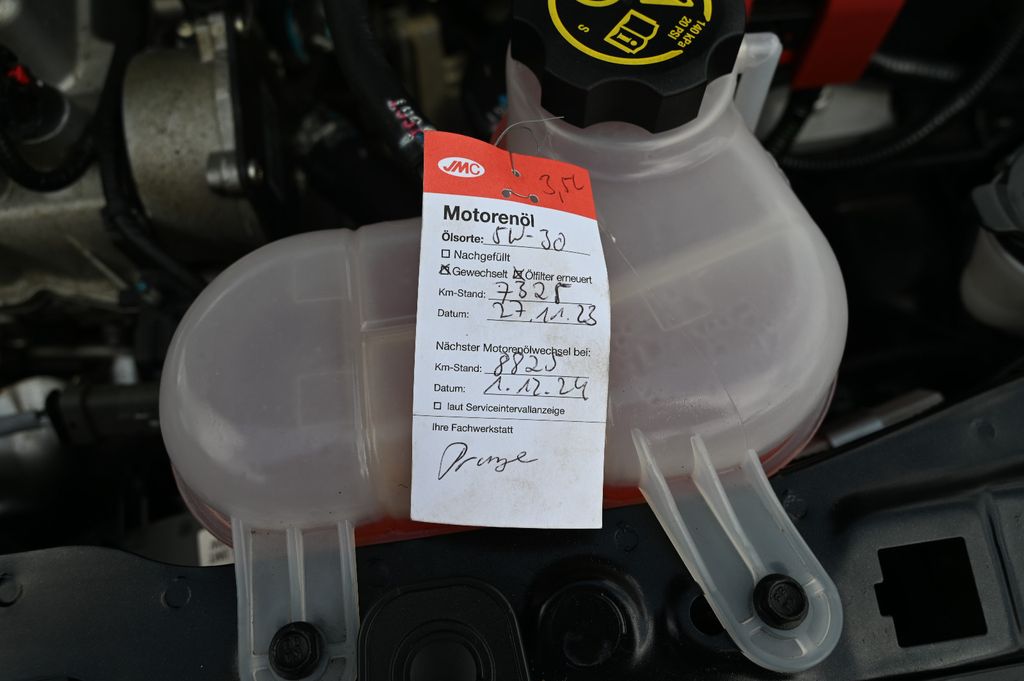 140 kPa
20 PSI
S
JMC
3,5L
Motorenöl
Ölsorte: 5W-30
Nachgefüllt
Gewechselt Ölfilter erneuert
Km-Stand: 7325
Datum: 27.11.23
Nächster Motorenölwechsel bei:
Km-Stand: 8825
Datum: 1.12.24
laut Serviceintervallanzeige
Ihre Fachwerkstatt